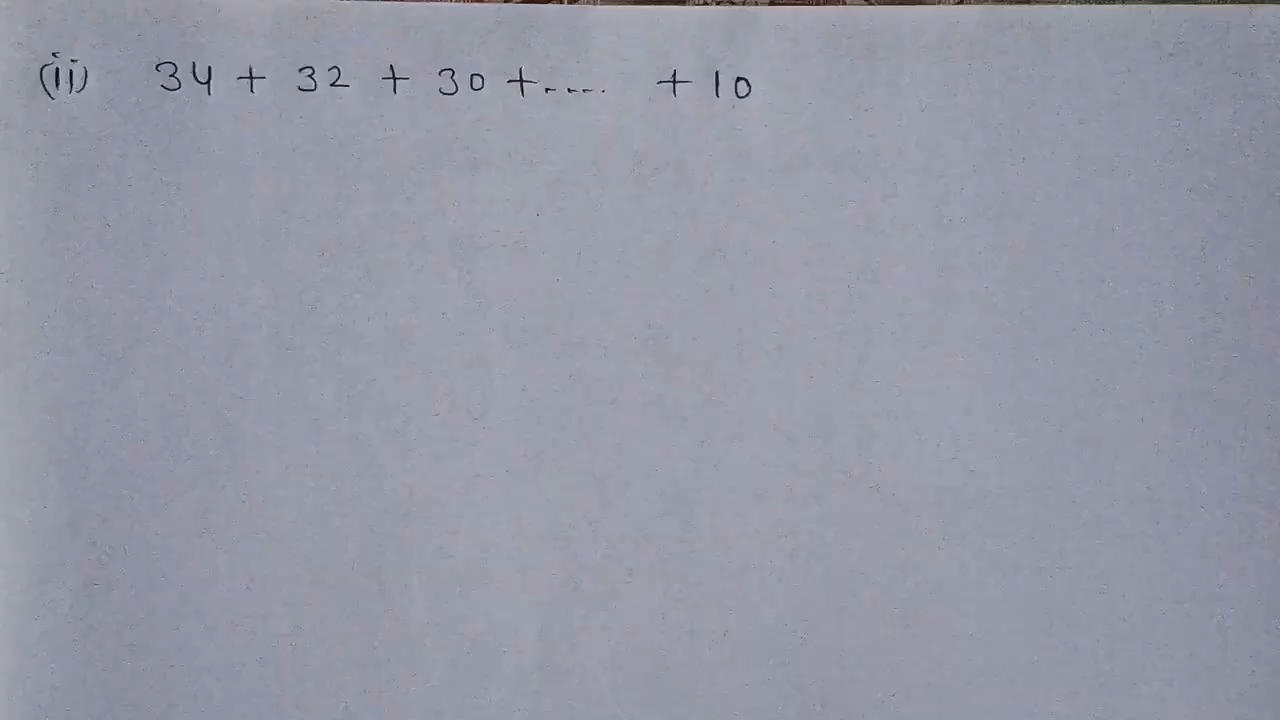 (ii) 34 + 32 + 30 +..... + 10